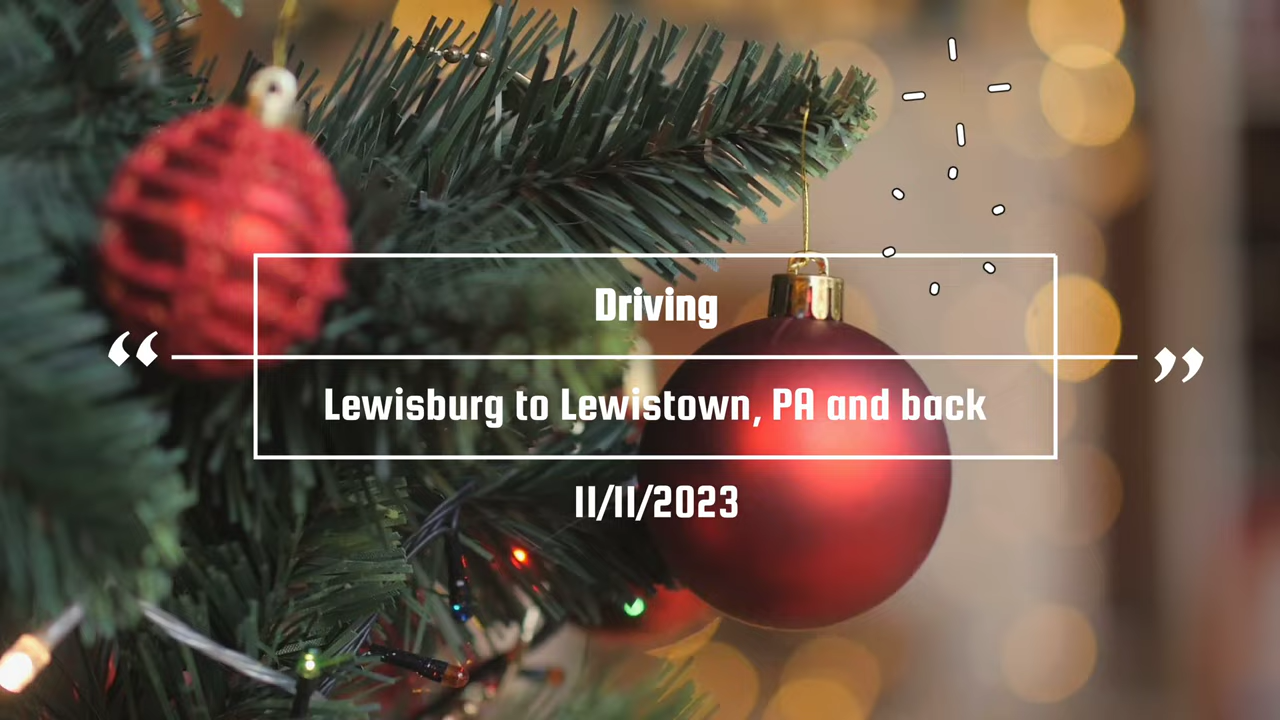 Driving
“ ”
Lewisburg to Lewistown, PA and back
11/11/2023